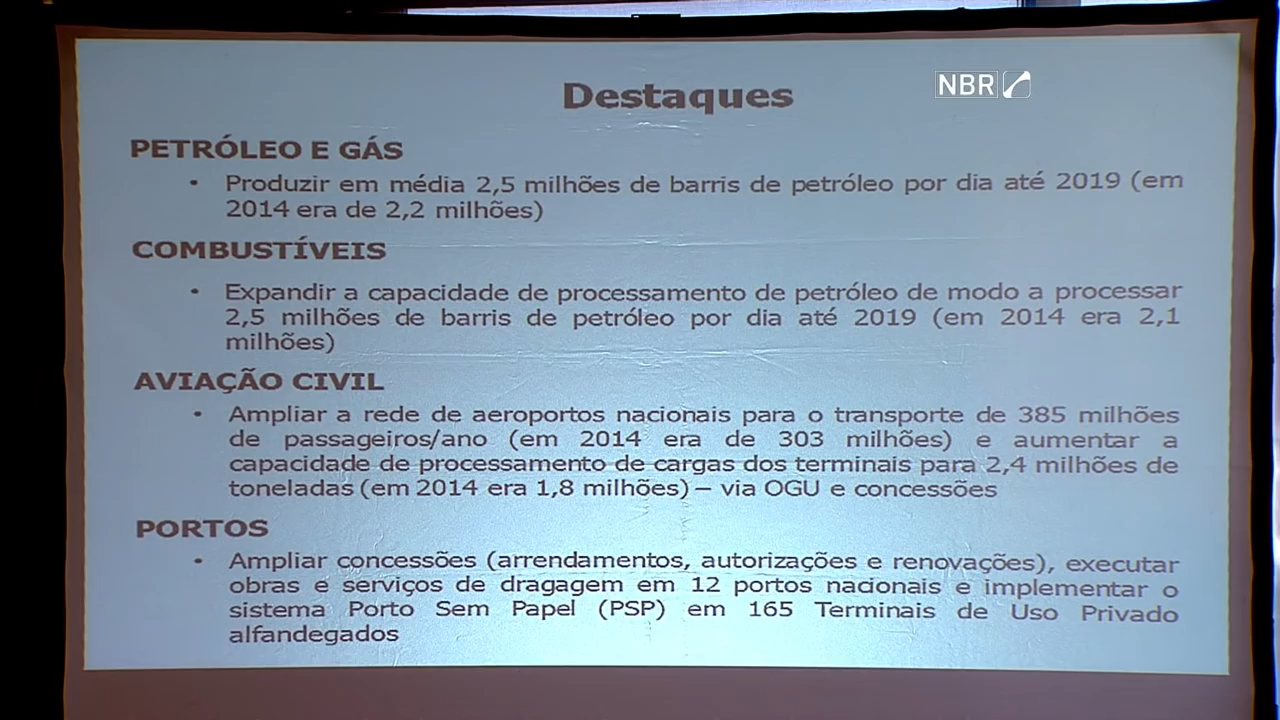 Destaques
NBR
PETRÓLEO E GÁS
• Produzir em média 2,5 milhões de barris de petróleo por dia até 2019 (em
2014 era de 2,2 milhões)
COMBUSTÍVEIS
• Expandir a capacidade de processamento de petróleo de modo a processar
2,5 milhões de barris de petróleo por dia até 2019 (em 2014 era 2,1
milhões)
AVIAÇÃO CIVIL
• Ampliar a rede de aeroportos nacionais para o transporte de 385 milhões
de passageiros/ano (em 2014 era de 303 milhões) e aumentar a
capacidade de processamento de cargas dos terminais para 2,4 milhões de
toneladas (em 2014 era 1,8 milhões) – via OGU e concessões
PORTOS
• Ampliar concessões (arrendamentos, autorizações e renovações), executar
obras e serviços de dragagem em 12 portos nacionais e implementar o
sistema Porto Sem Papel (PSP) em 165 Terminais de Uso Privado
alfandegados